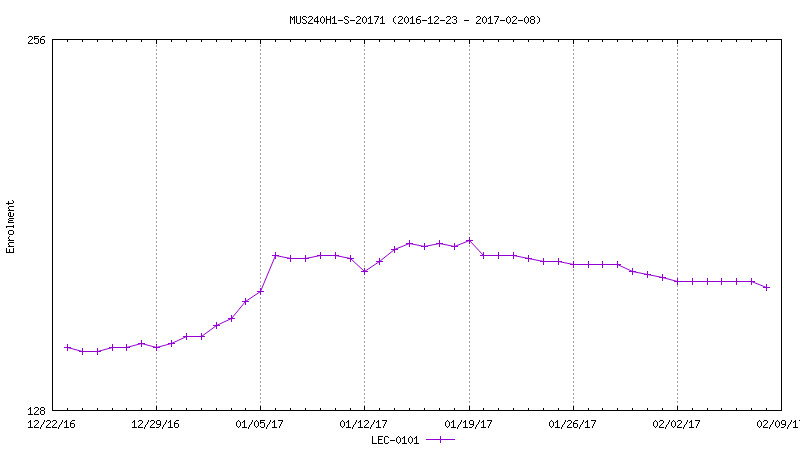 MUS240H1-S-20171 (2016-12-23 - 2017-02-08)
256
Enrolment
128
12/22/16 12/29/16 01/05/17 01/12/17 01/19/17 01/26/17 02/02/17 02/09/1
LEC-0101